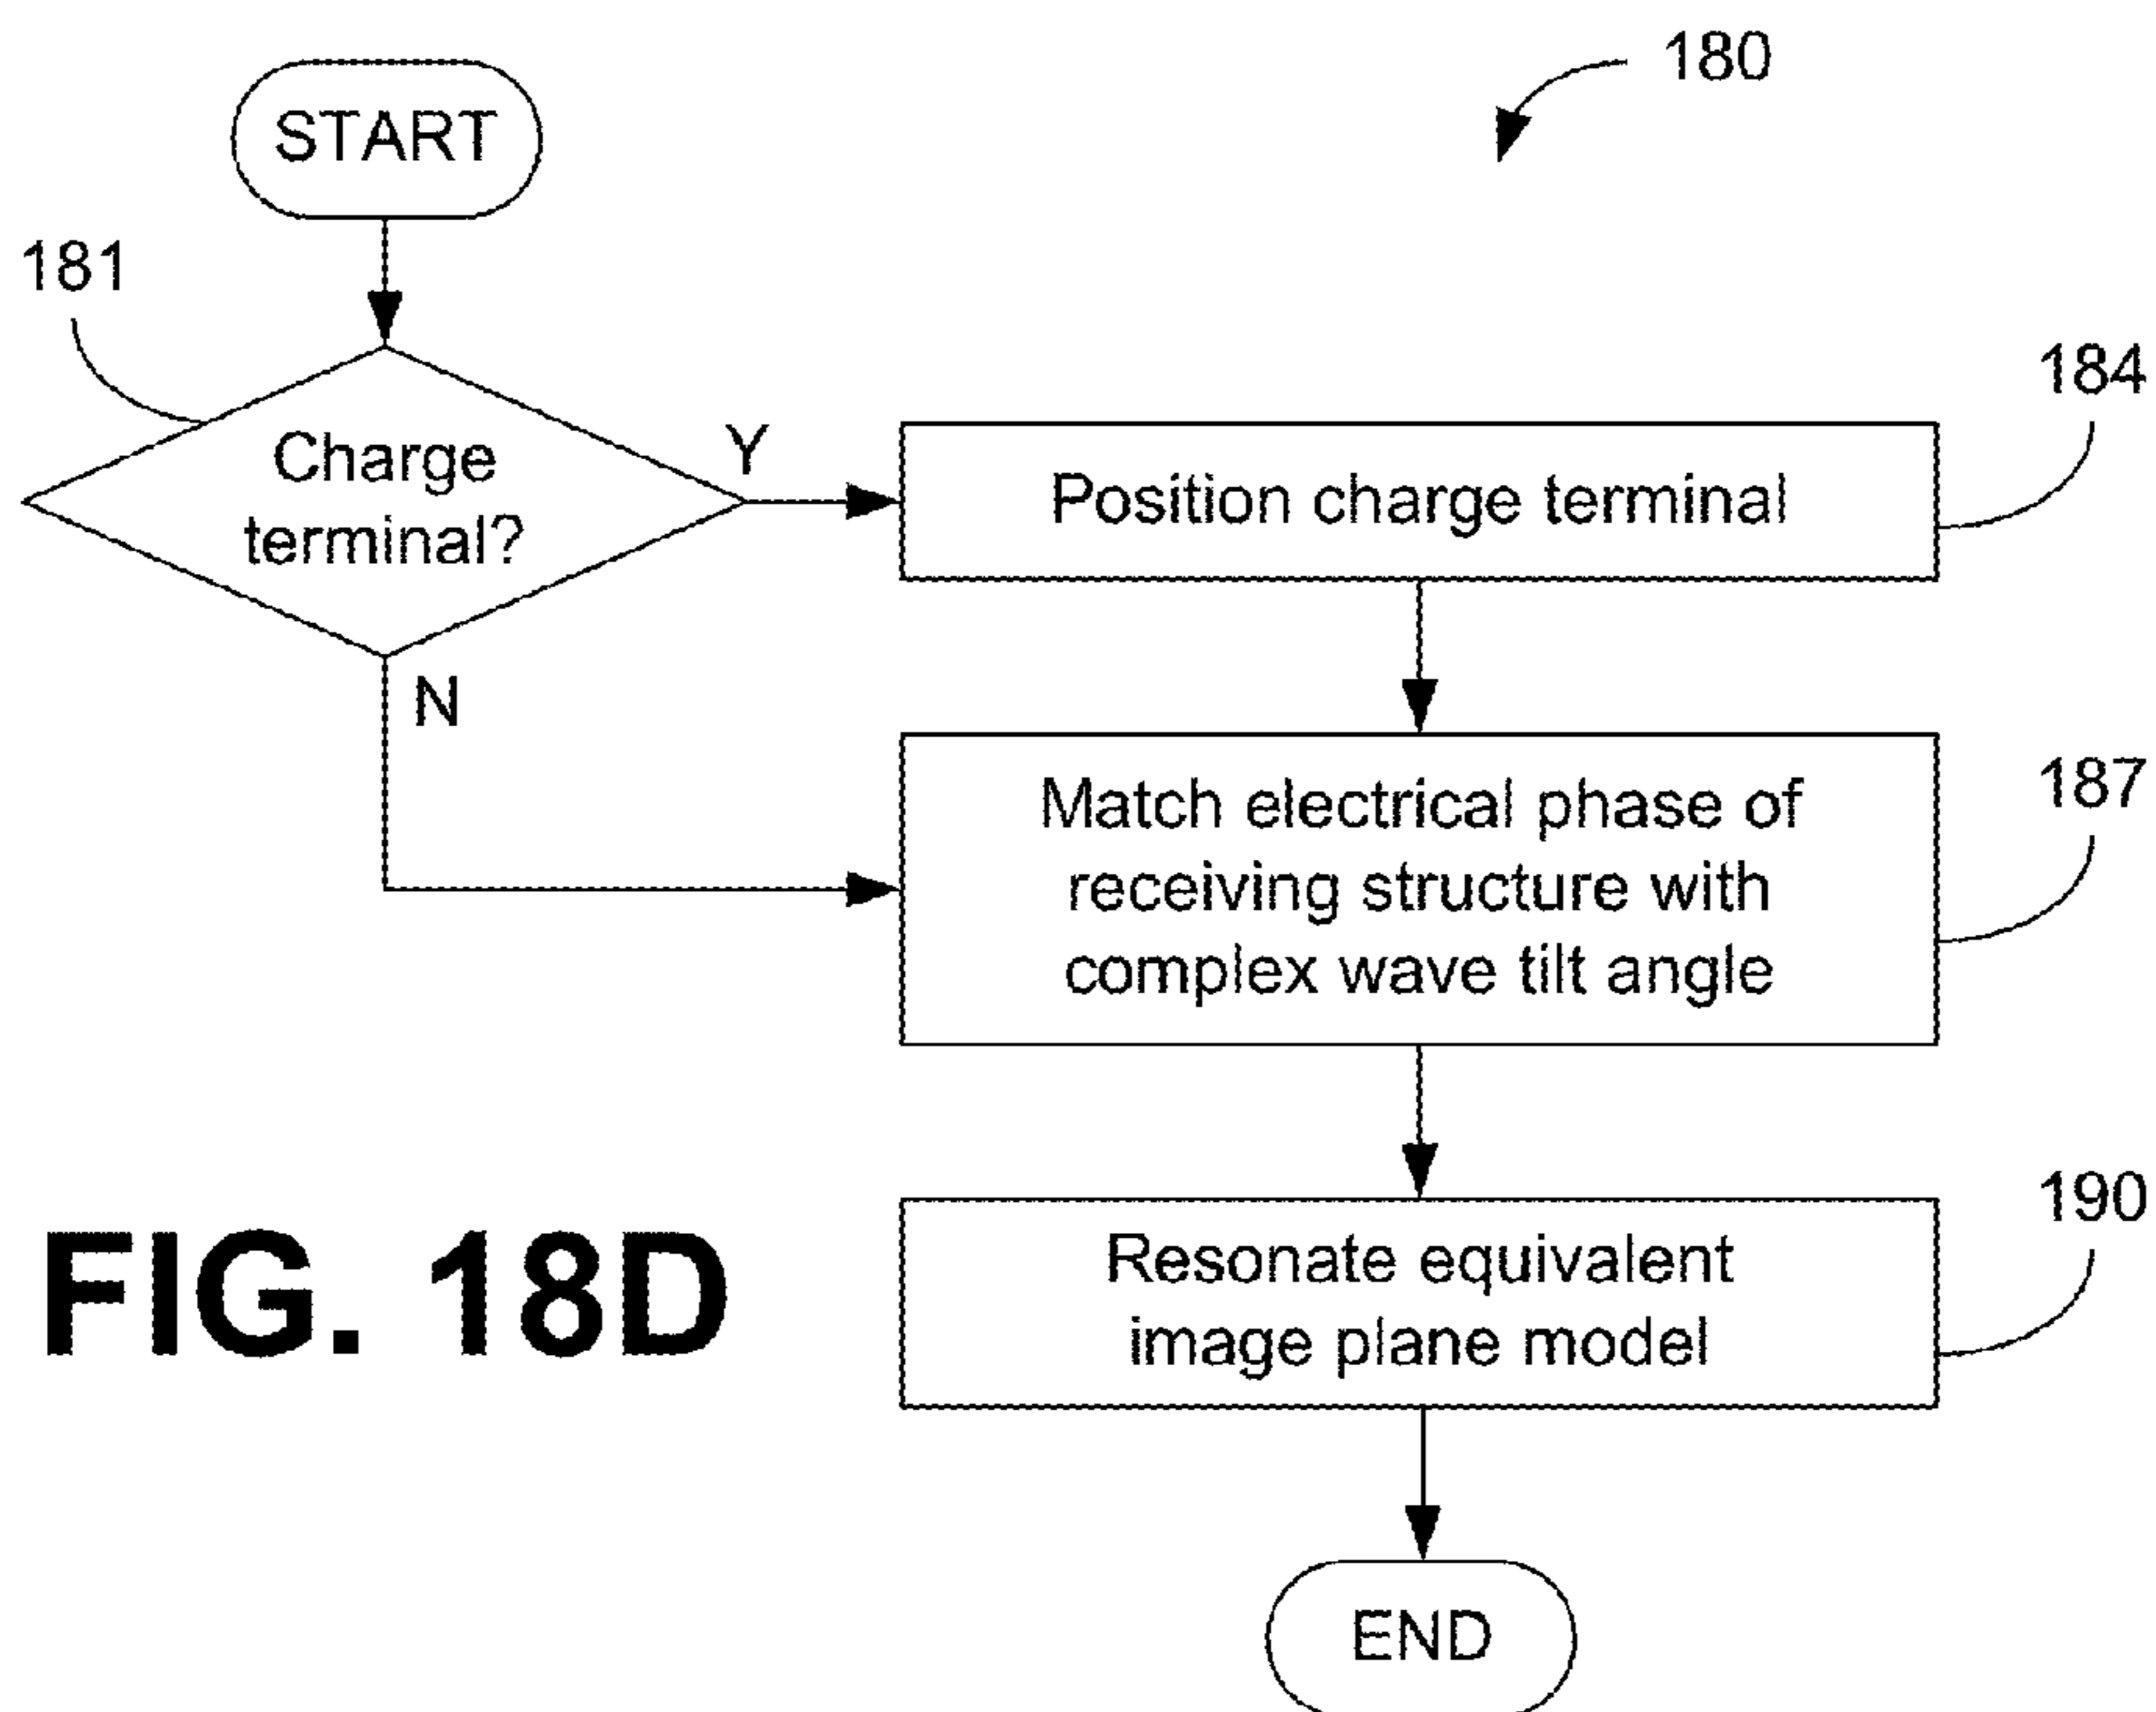 180
START
181
Charge
terminal?
Y
N
Position charge terminal
184
Match electrical phase of
receiving structure with
complex wave tilt angle
187
Resonate equivalent
image plane model
190
END
FIG. 18D